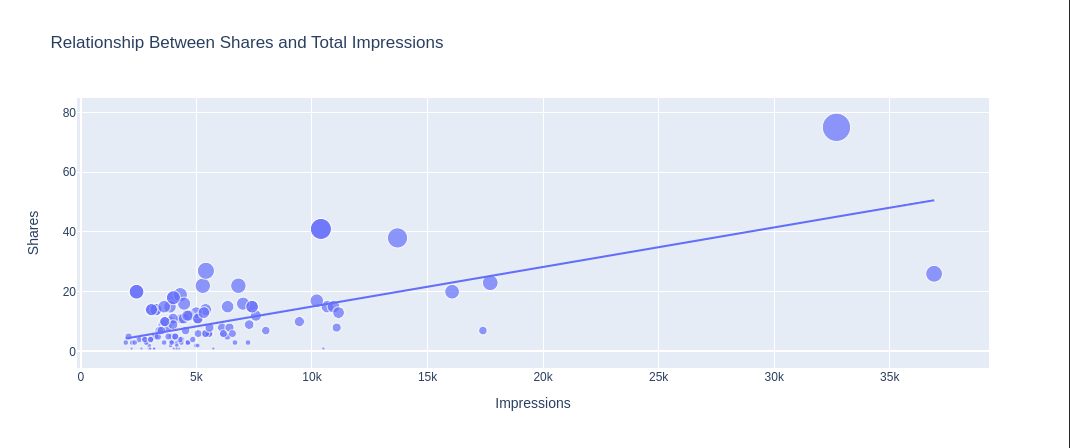 Relationship Between Shares and Total Impressions
80
60
40
20
0
Shares
0 5k 10k 15k 20k 25k 30k 35k
Impressions